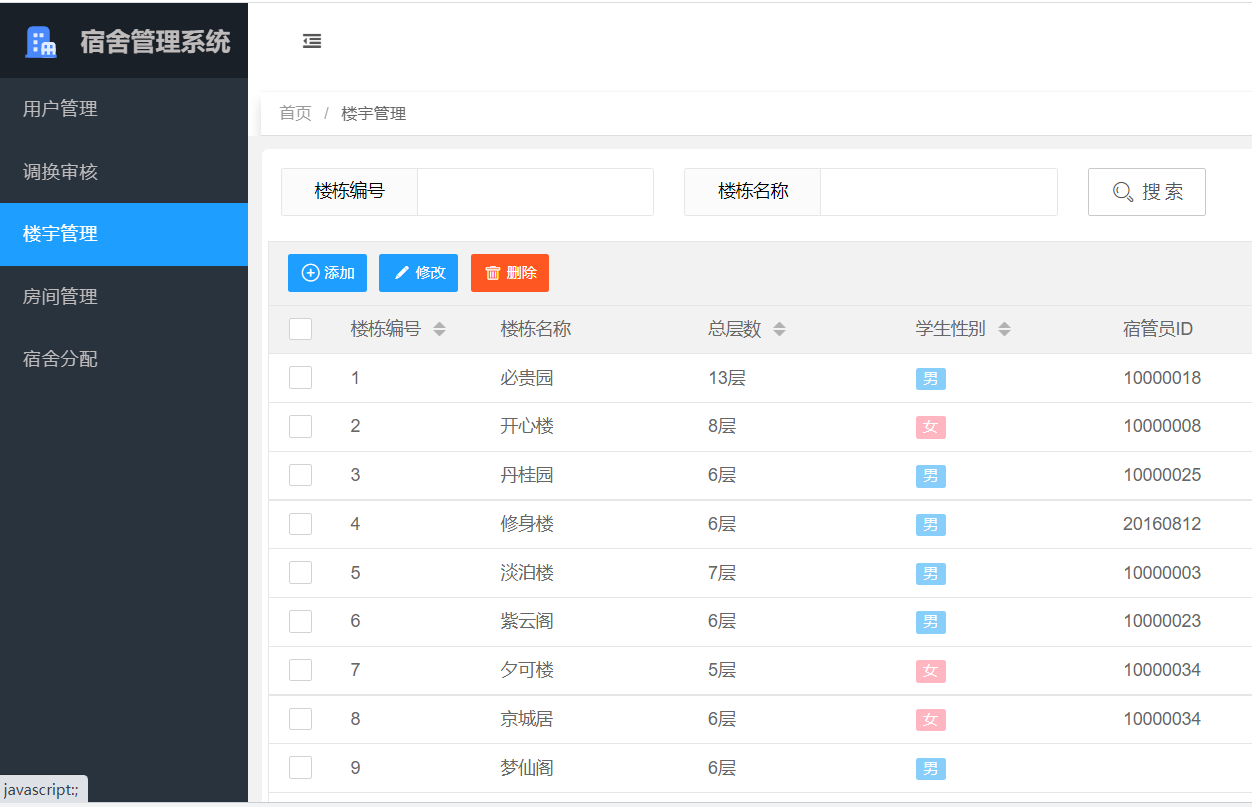 宿舍管理系统
用户管理
调换审核
楼宇管理
房间管理
宿舍分配
首页 / 楼宇管理
楼栋编号 楼栋名称 搜 索
添加 修改 删除
楼栋编号 楼栋名称 总层数 学生性别 宿管员ID
1 必贵园 13层 男 10000018
2 开心楼 8层 女 10000008
3 丹桂园 6层 男 10000025
4 修身楼 6层 男 20160812
5 淡泊楼 7层 男 10000003
6 紫云阁 6层 男 10000023
7 夕可楼 5层 女 10000034
8 京城居 6层 女 10000034
9 梦仙阁 6层 男
javascript:;